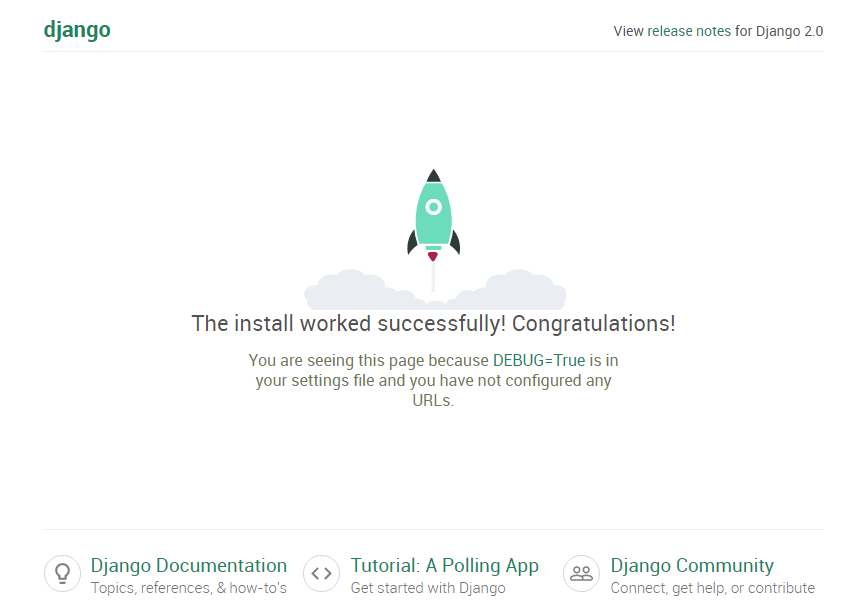 django
View release notes for Django 2.0
The install worked successfully! Congratulations!
You are seeing this page because DEBUG=True is in
your settings file and you have not configured any
URLs.
Django Documentation
Topics, references, & how-to's
Tutorial: A Polling App
Get started with Django
Django Community
Connect, get help, or contribute